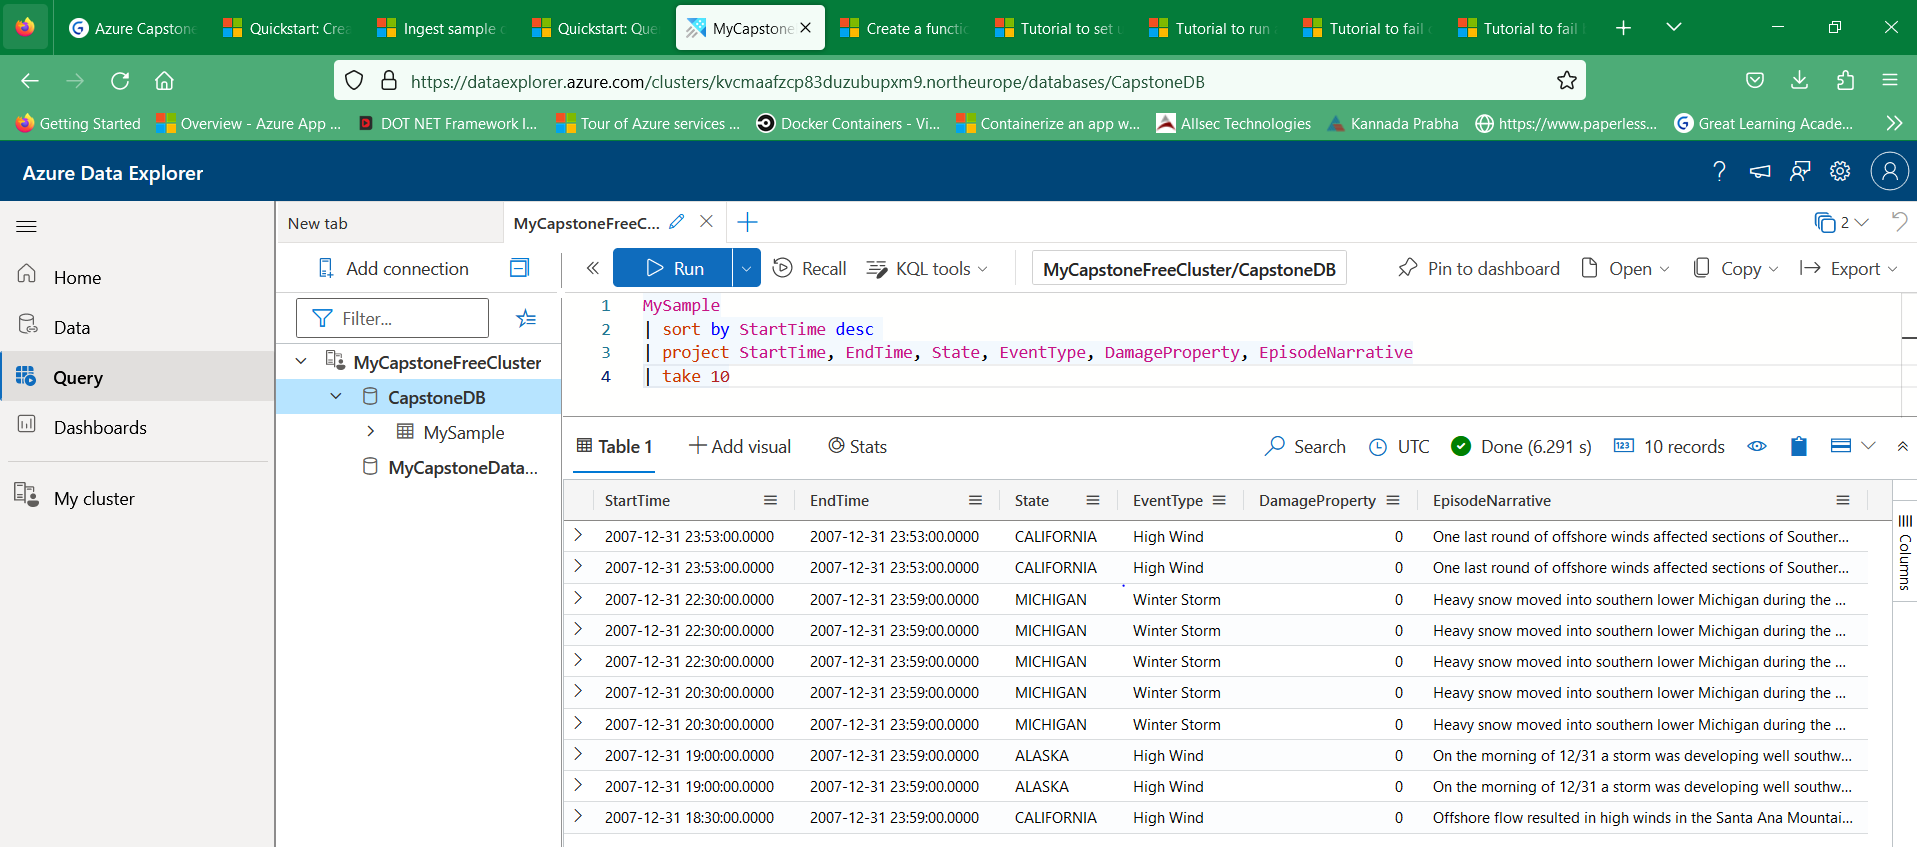 Azure Capstone
Quickstart: Crea
Ingest sample d
Quickstart: Que
MyCapstone
Create a functio
Tutorial to set u
Tutorial to run a
Tutorial to fail o
Tutorial to fail b
https://dataexplorer.azure.com/clusters/kvcmaafzcp83duzubupxm9.northeurope/databases/CapstoneDB
Getting Started
Overview - Azure App ...
DOT NET Framework I...
Tour of Azure services ...
Docker Containers - Vi...
Containerize an app w...
Allsec Technologies
Kannada Prabha
https://www.paperless...
Great Learning Acade...
Azure Data Explorer
New tab
MyCapstoneFreeC...
2
Home
Data
Query
Dashboards
My cluster
Add connection
Filter...
MyCapstoneFreeCluster
CapstoneDB
MySample
MyCapstoneData...
Run
Recall
KQL tools
MyCapstoneFreeCluster/CapstoneDB
Pin to dashboard
Open
Copy
Export
1 MySample
2 | sort by StartTime desc
3 | project StartTime, EndTime, State, EventType, DamageProperty, EpisodeNarrative
4 | take 10
Table 1
Add visual
Stats
Search
UTC
Done (6.291 s)
123
10 records
StartTime EndTime State EventType DamageProperty EpisodeNarrative
2007-12-31 23:53:00.0000 2007-12-31 23:53:00.0000 CALIFORNIA High Wind 0 One last round of offshore winds affected sections of Souther...
2007-12-31 23:53:00.0000 2007-12-31 23:53:00.0000 CALIFORNIA High Wind 0 One last round of offshore winds affected sections of Souther...
2007-12-31 22:30:00.0000 2007-12-31 23:59:00.0000 MICHIGAN Winter Storm 0 Heavy snow moved into southern lower Michigan during the ...
2007-12-31 22:30:00.0000 2007-12-31 23:59:00.0000 MICHIGAN Winter Storm 0 Heavy snow moved into southern lower Michigan during the ...
2007-12-31 22:30:00.0000 2007-12-31 23:59:00.0000 MICHIGAN Winter Storm 0 Heavy snow moved into southern lower Michigan during the ...
2007-12-31 20:30:00.0000 2007-12-31 23:59:00.0000 MICHIGAN Winter Storm 0 Heavy snow moved into southern lower Michigan during the ...
2007-12-31 20:30:00.0000 2007-12-31 23:59:00.0000 MICHIGAN Winter Storm 0 Heavy snow moved into southern lower Michigan during the ...
2007-12-31 19:00:00.0000 2007-12-31 23:59:00.0000 ALASKA High Wind 0 On the morning of 12/31 a storm was developing well southw...
2007-12-31 19:00:00.0000 2007-12-31 23:59:00.0000 ALASKA High Wind 0 On the morning of 12/31 a storm was developing well southw...
2007-12-31 18:30:00.0000 2007-12-31 23:59:00.0000 CALIFORNIA High Wind 0 Offshore flow resulted in high winds in the Santa Ana Mountai...
Columns